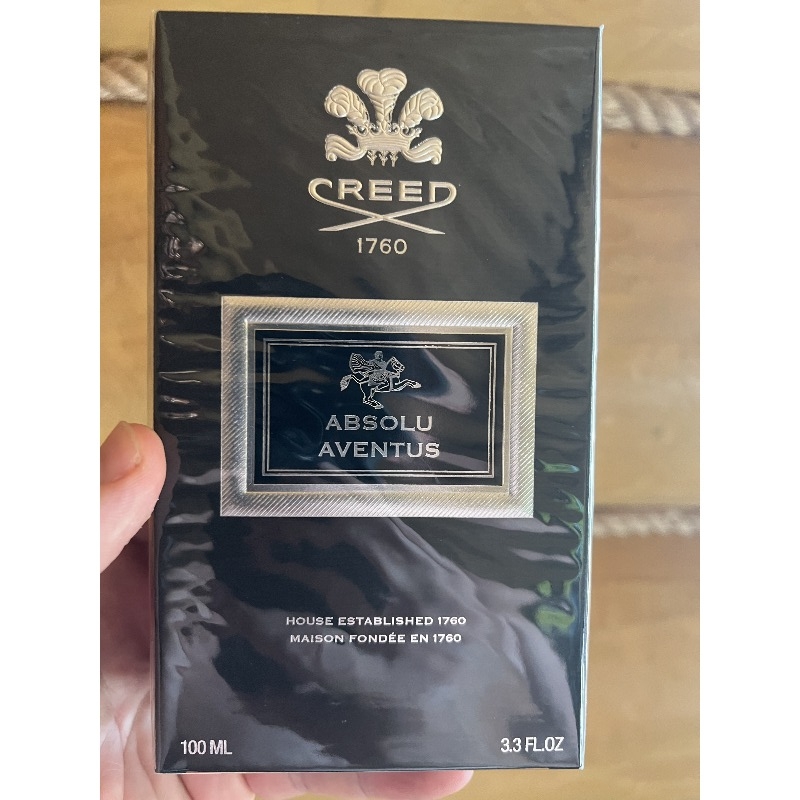 CREED
1760
ABSOLU
AVENTUS
HOUSE ESTABLISHED 1760
MAISON FONDÉE EN 1760
100 ML
3.3 FL.OZ